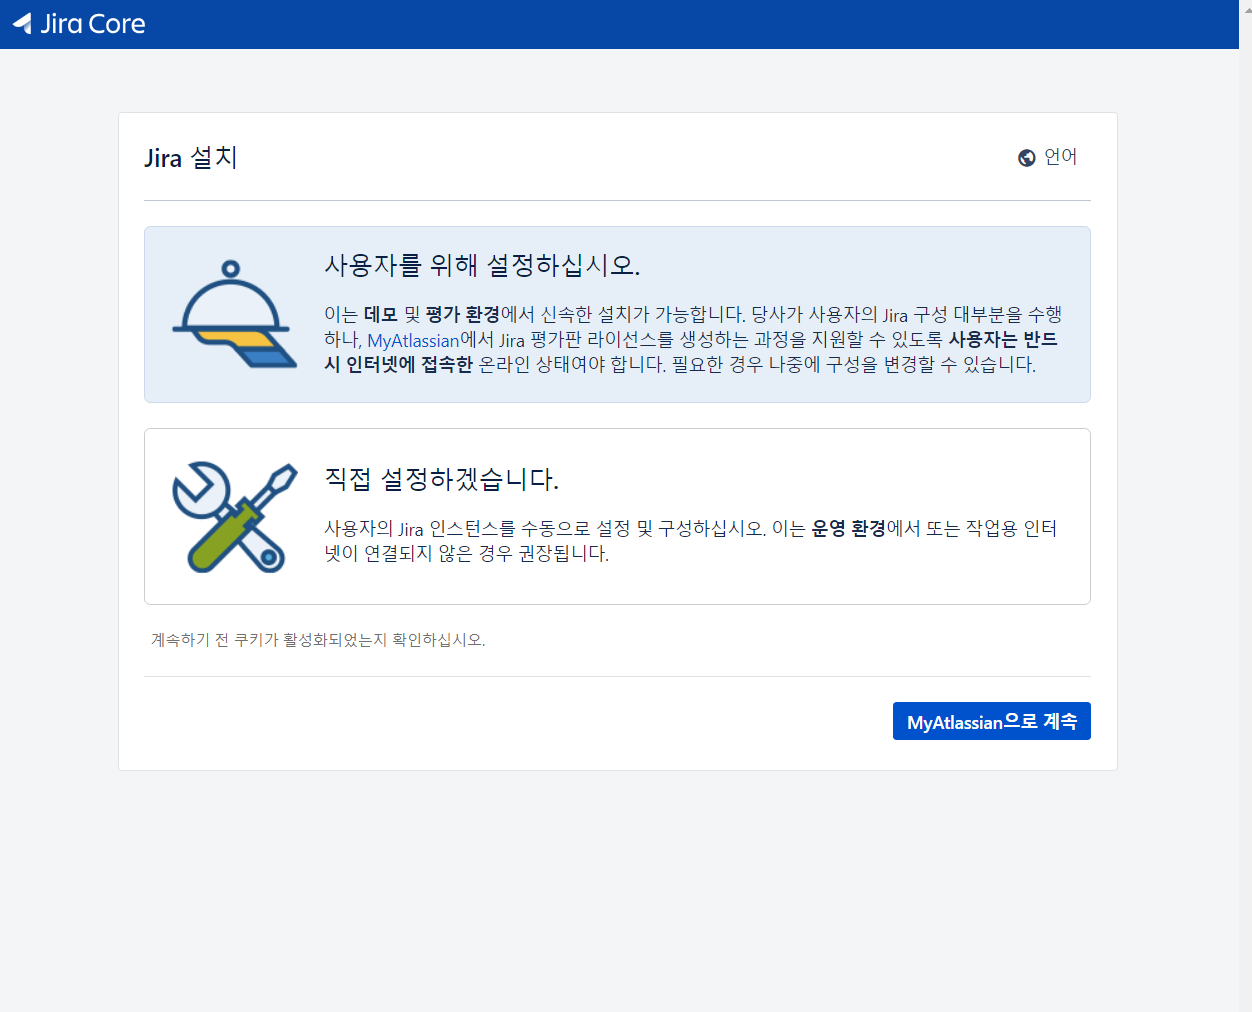 Jira Core
Jira 설치
언어
사용자를 위해 설정하십시오.
이는 데모 및 평가 환경에서 신속한 설치가 가능합니다. 당사가 사용자의 Jira 구성 대부분을 수행
하나, MyAtlassian에서 Jira 평가판 라이선스를 생성하는 과정을 지원할 수 있도록 사용자는 반드
시 인터넷에 접속한 온라인 상태여야 합니다. 필요한 경우 나중에 구성을 변경할 수 있습니다.
직접 설정하겠습니다.
사용자의 Jira 인스턴스를 수동으로 설정 및 구성하십시오. 이는 운영 환경에서 또는 작업용 인터
넷이 연결되지 않은 경우 권장됩니다.
계속하기 전 쿠키가 활성화되었는지 확인하십시오.
MyAtlassian으로 계속